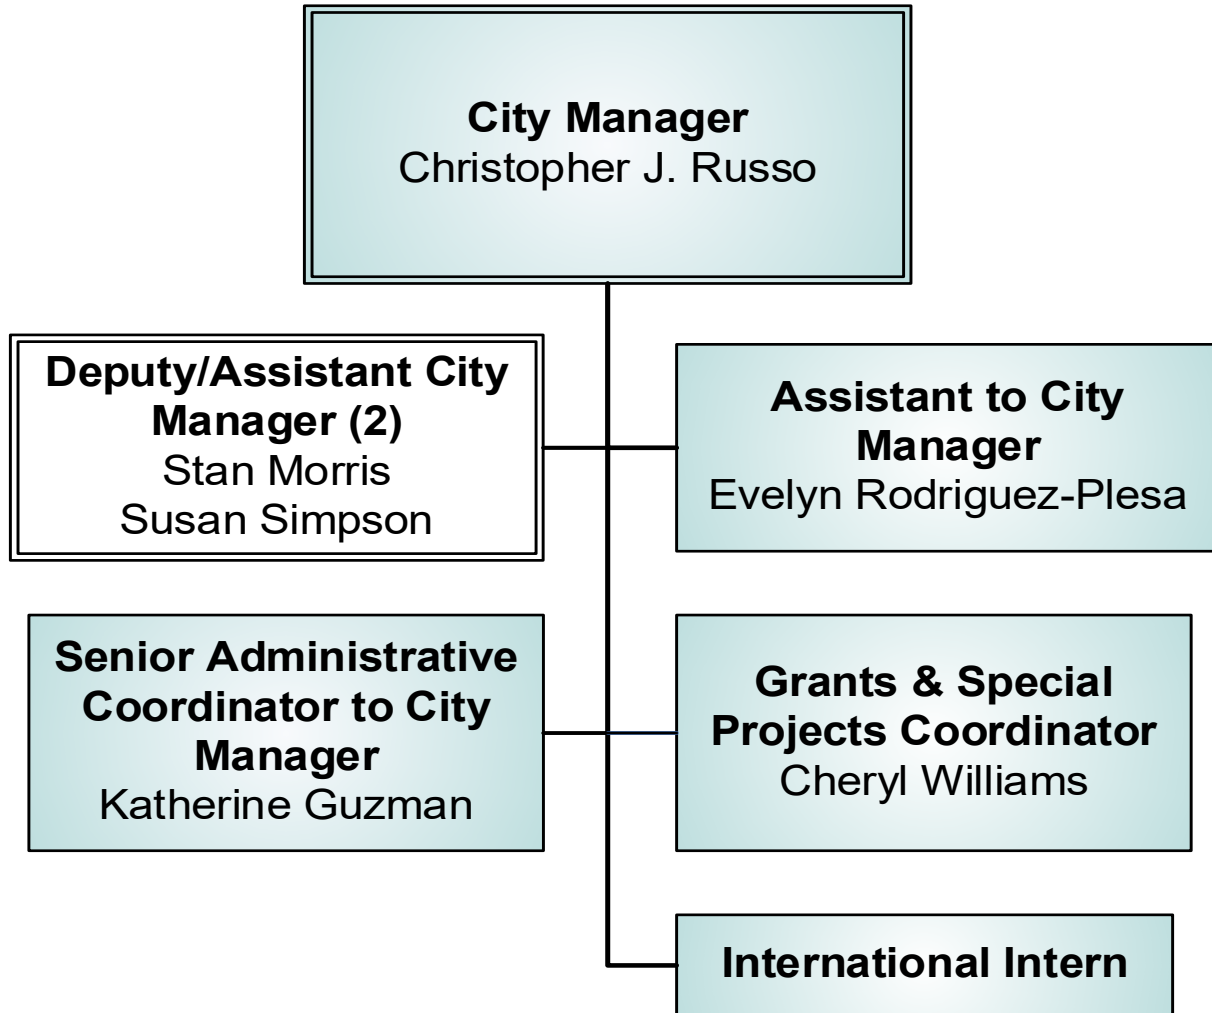 City Manager
Christopher J. Russo
Deputy/Assistant City
Manager (2)
Stan Morris
Susan Simpson
Assistant to City
Manager
Evelyn Rodriguez-Plesa
Senior Administrative
Coordinator to City
Manager
Katherine Guzman
Grants & Special
Projects Coordinator
Cheryl Williams
International Intern